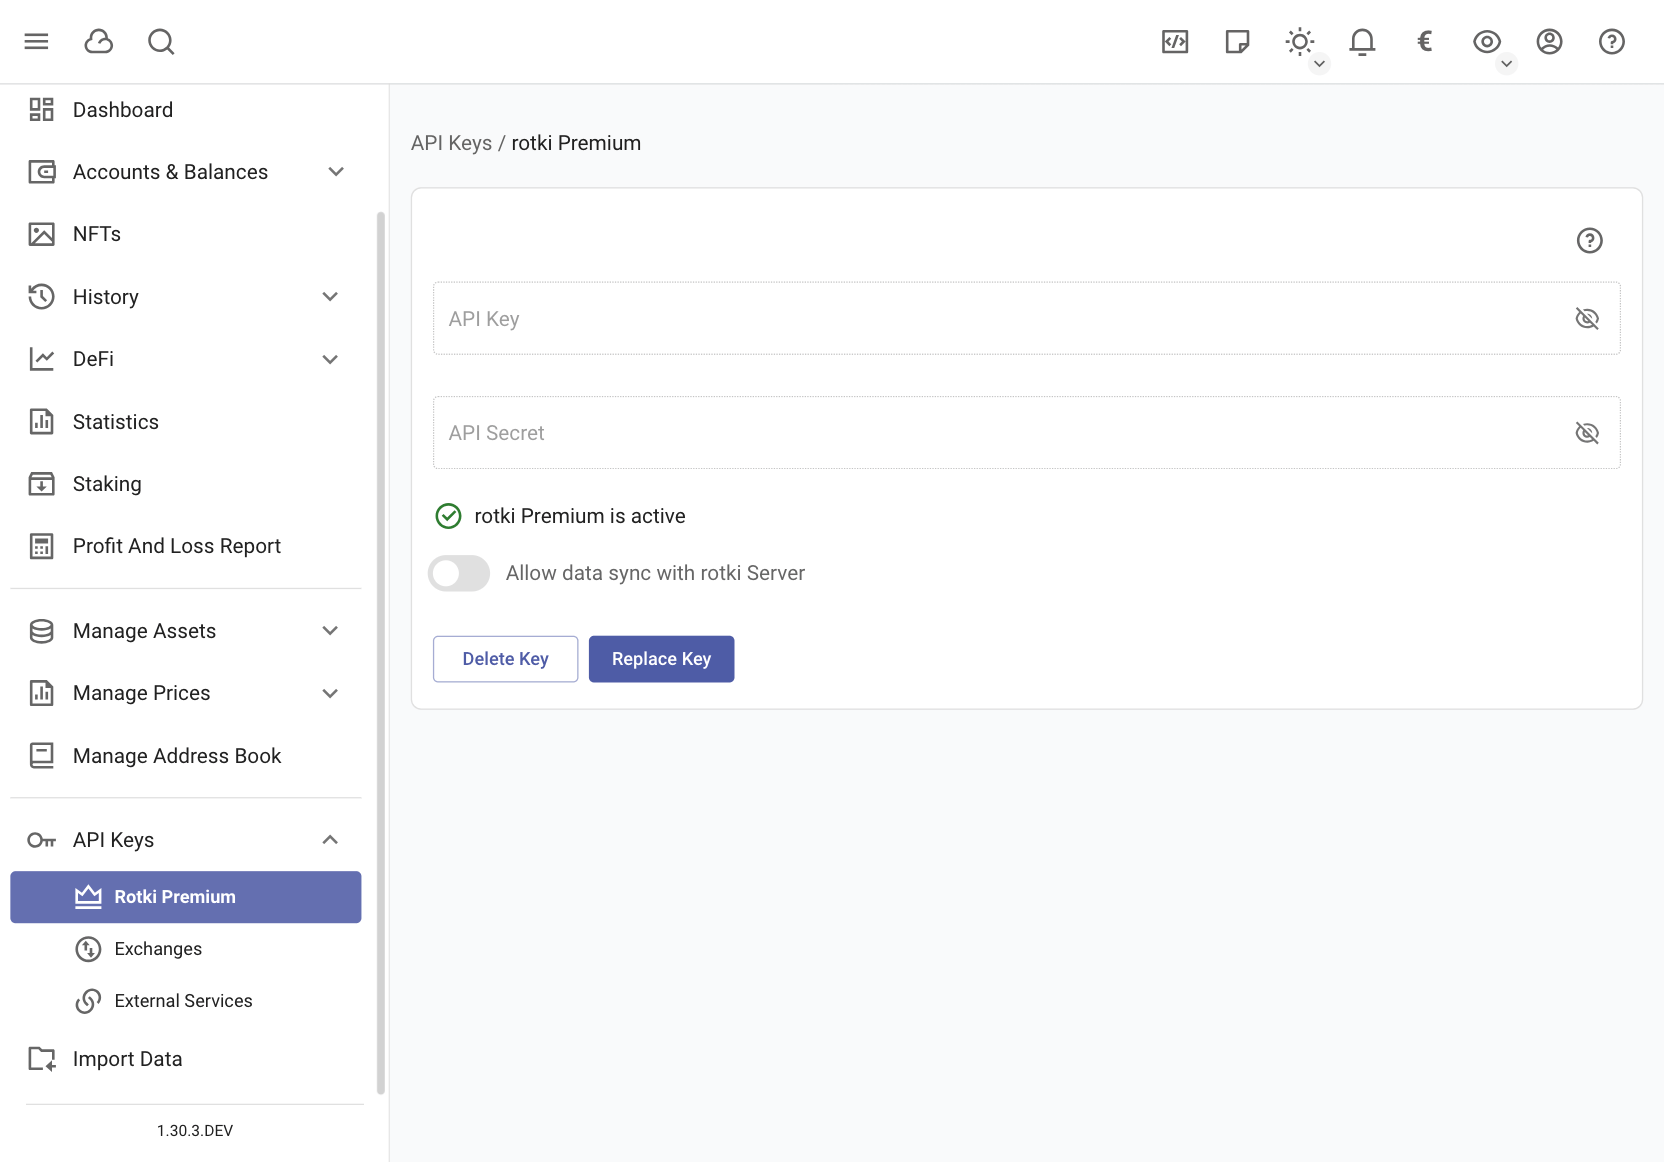 Dashboard
Accounts & Balances
NFTs
History
DeFi
Statistics
Staking
Profit And Loss Report
Manage Assets
Manage Prices
Manage Address Book
API Keys
Rotki Premium
Exchanges
External Services
Import Data
1.30.3.DEV
€
API Keys / rotki Premium
API Key
API Secret
rotki Premium is active
Allow data sync with rotki Server
Delete Key
Replace Key